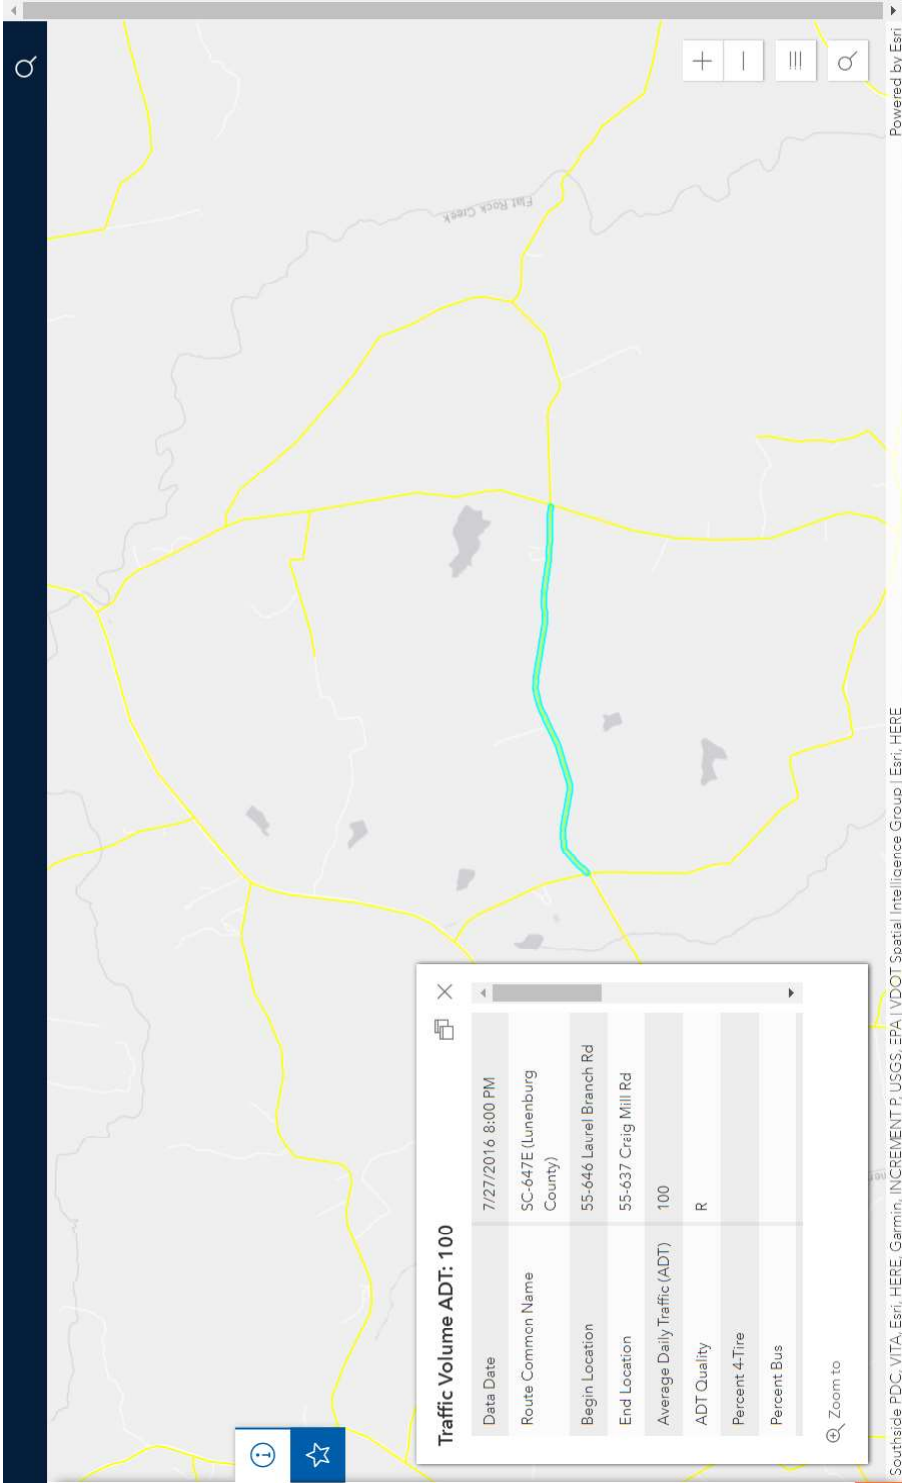 Flat Rock Creek
Traffic Volume ADT: 100
Data Date 7/27/2016 8:00 PM
Route Common Name SC-647E (Lunenburg
County)
Begin Location 55-646 Laurel Branch Rd
End Location 55-637 Craig Mill Rd
Average Daily Traffic (ADT) 100
ADT Quality R
Percent 4-Tire
Percent Bus
Zoom to
Southside PDC, VITA, Esri, HERE, Garmin, INCREMENT P, USGS, EPA | VDOT Spatial Intelligence Group | Esri, HERE
Powered by Esri